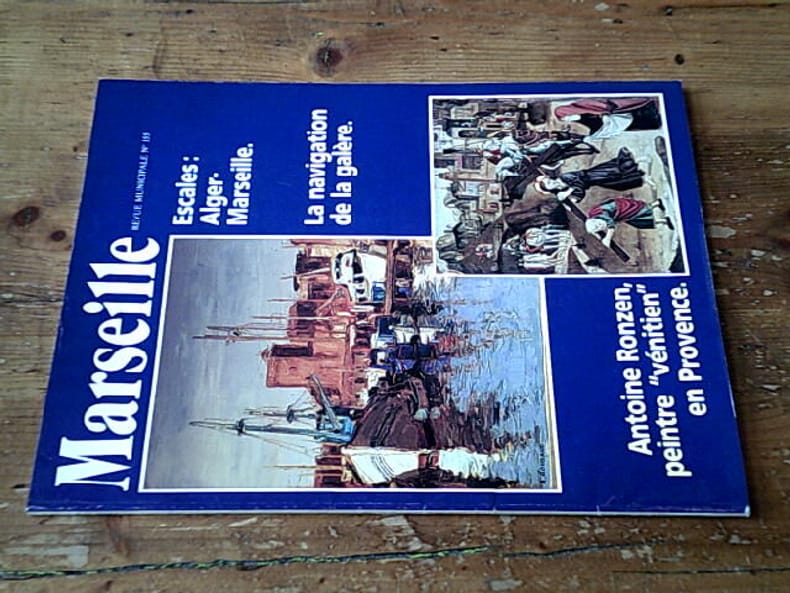 Marseille
REVUE MUNICIPALE N° 155
Escales :
Alger-
Marseille.
La navigation
de la galère.
Antoine Ronzen,
peintre "vénitien"
en Provence.